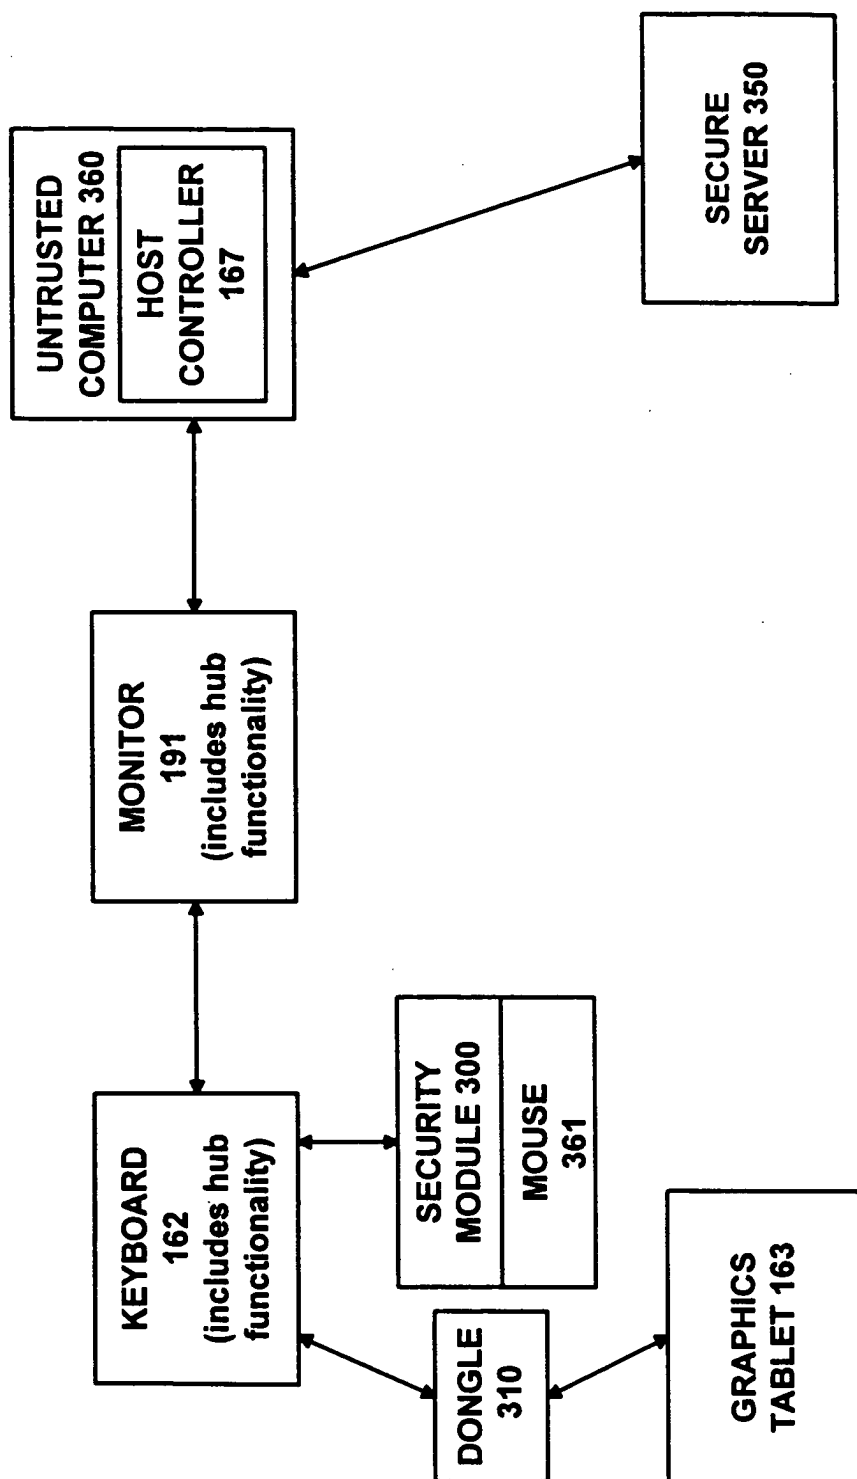 KEYBOARD
162
(includes hub
functionality)
MONITOR
191
(includes hub
functionality)
UNTRUSTED
COMPUTER 360
HOST
CONTROLLER
167
DONGLE
310
SECURITY
MODULE 300
MOUSE
361
GRAPHICS
TABLET 163
SECURE
SERVER 350